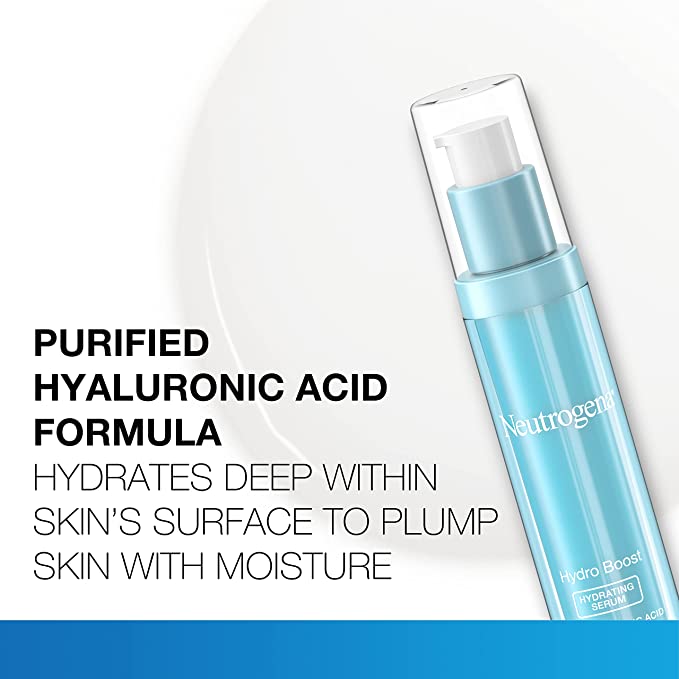 PURIFIED
HYALURONIC ACID
FORMULA
HYDRATES DEEP WITHIN
SKIN'S SURFACE TO PLUMP
SKIN WITH MOISTURE
Neutrogena®
Hydro Boost
HYDRATING
SERUM
ACID